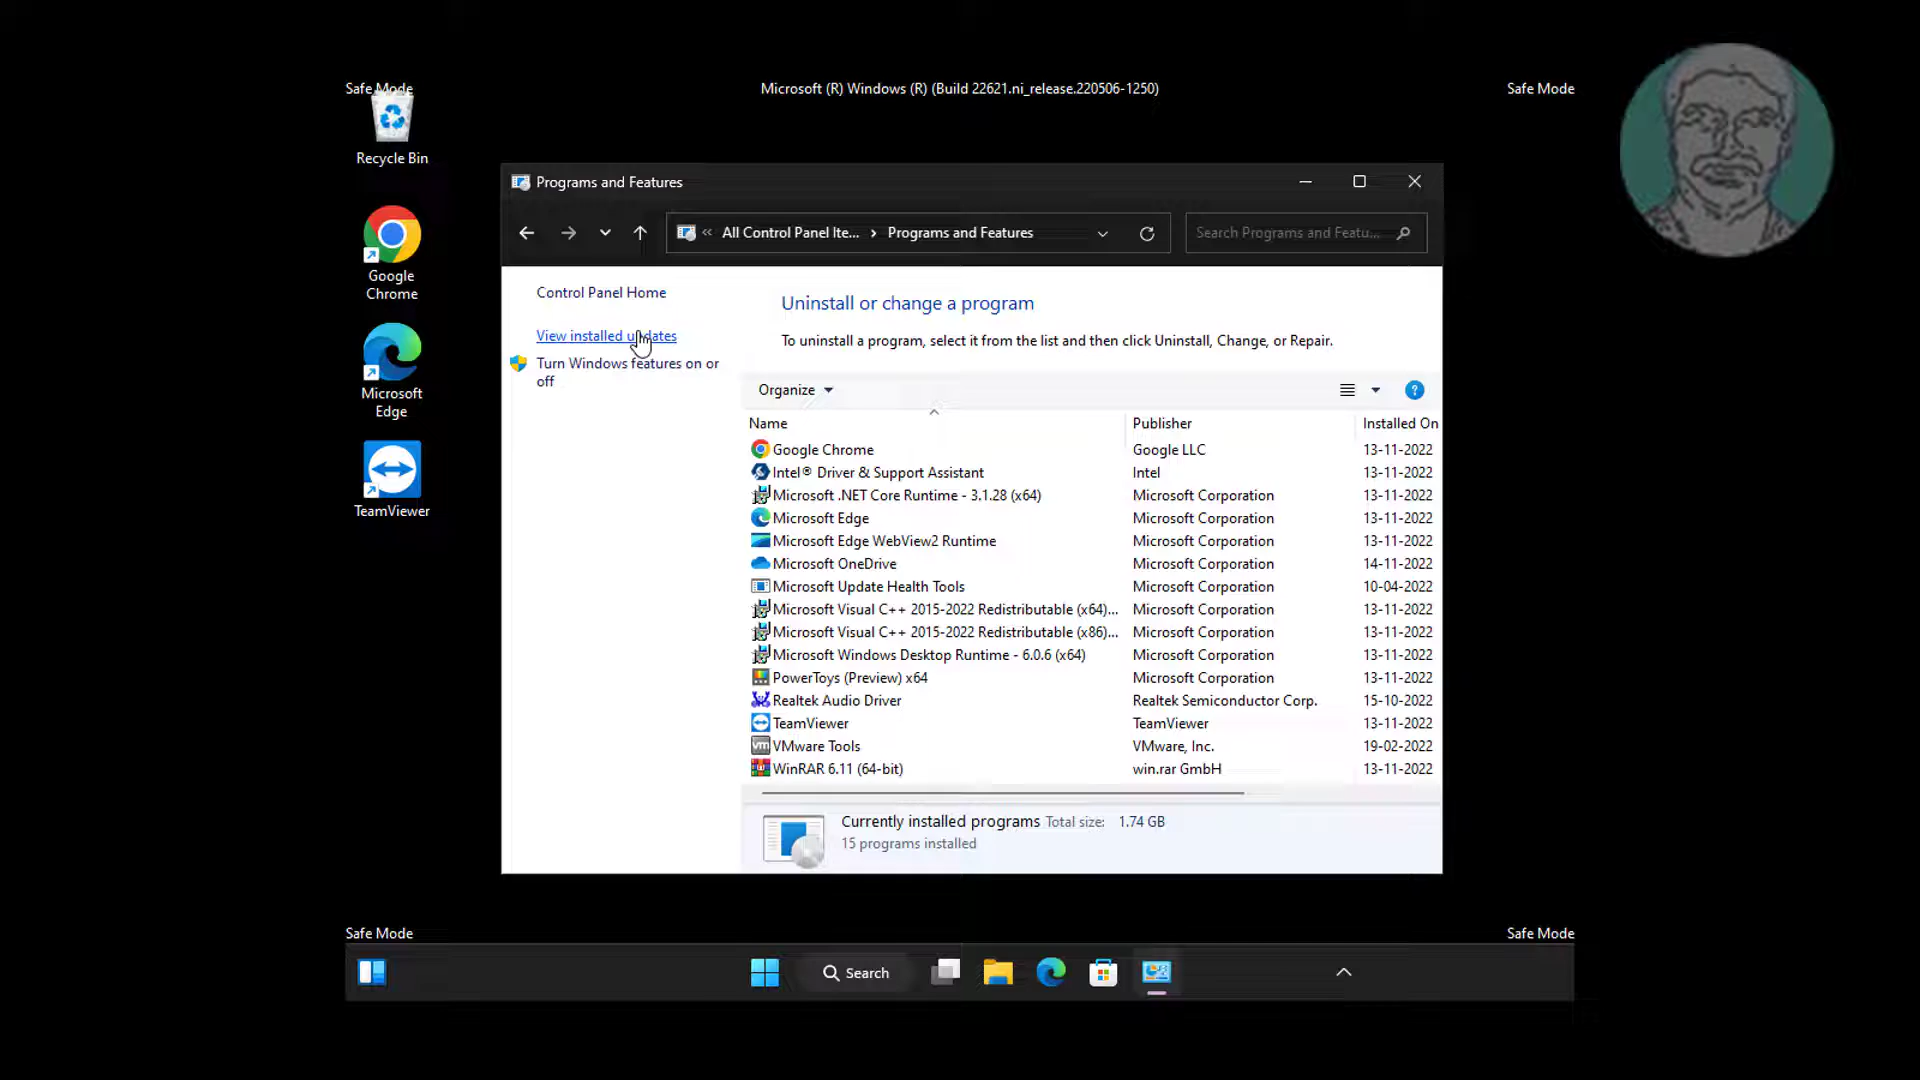 Safe Mode
Microsoft (R) Windows (R) (Build 22621.ni_release.220506-1250)
Safe Mode
Recycle Bin
Google
Chrome
Microsoft
Edge
TeamViewer
Programs and Features
All Control Panel Ite...
Programs and Features
Search Programs and Featu...
Control Panel Home
View installed updates
Turn Windows features on or
off
Uninstall or change a program
To uninstall a program, select it from the list and then click Uninstall, Change, or Repair.
Organize
Name Publisher Installed On
Google Chrome Google LLC 13-11-2022
Intel® Driver & Support Assistant Intel 13-11-2022
Microsoft .NET Core Runtime - 3.1.28 (x64) Microsoft Corporation 13-11-2022
Microsoft Edge Microsoft Corporation 13-11-2022
Microsoft Edge WebView2 Runtime Microsoft Corporation 13-11-2022
Microsoft OneDrive Microsoft Corporation 14-11-2022
Microsoft Update Health Tools Microsoft Corporation 10-04-2022
Microsoft Visual C++ 2015-2022 Redistributable (x64)... Microsoft Corporation 13-11-2022
Microsoft Visual C++ 2015-2022 Redistributable (x86)... Microsoft Corporation 13-11-2022
Microsoft Windows Desktop Runtime - 6.0.6 (x64) Microsoft Corporation 13-11-2022
PowerToys (Preview) x64 Microsoft Corporation 13-11-2022
Realtek Audio Driver Realtek Semiconductor Corp. 15-10-2022
TeamViewer TeamViewer 13-11-2022
VMware Tools VMware, Inc. 19-02-2022
WinRAR 6.11 (64-bit) win.rar GmbH 13-11-2022
Currently installed programs Total size: 1.74 GB
15 programs installed
Safe Mode
Safe Mode
Search